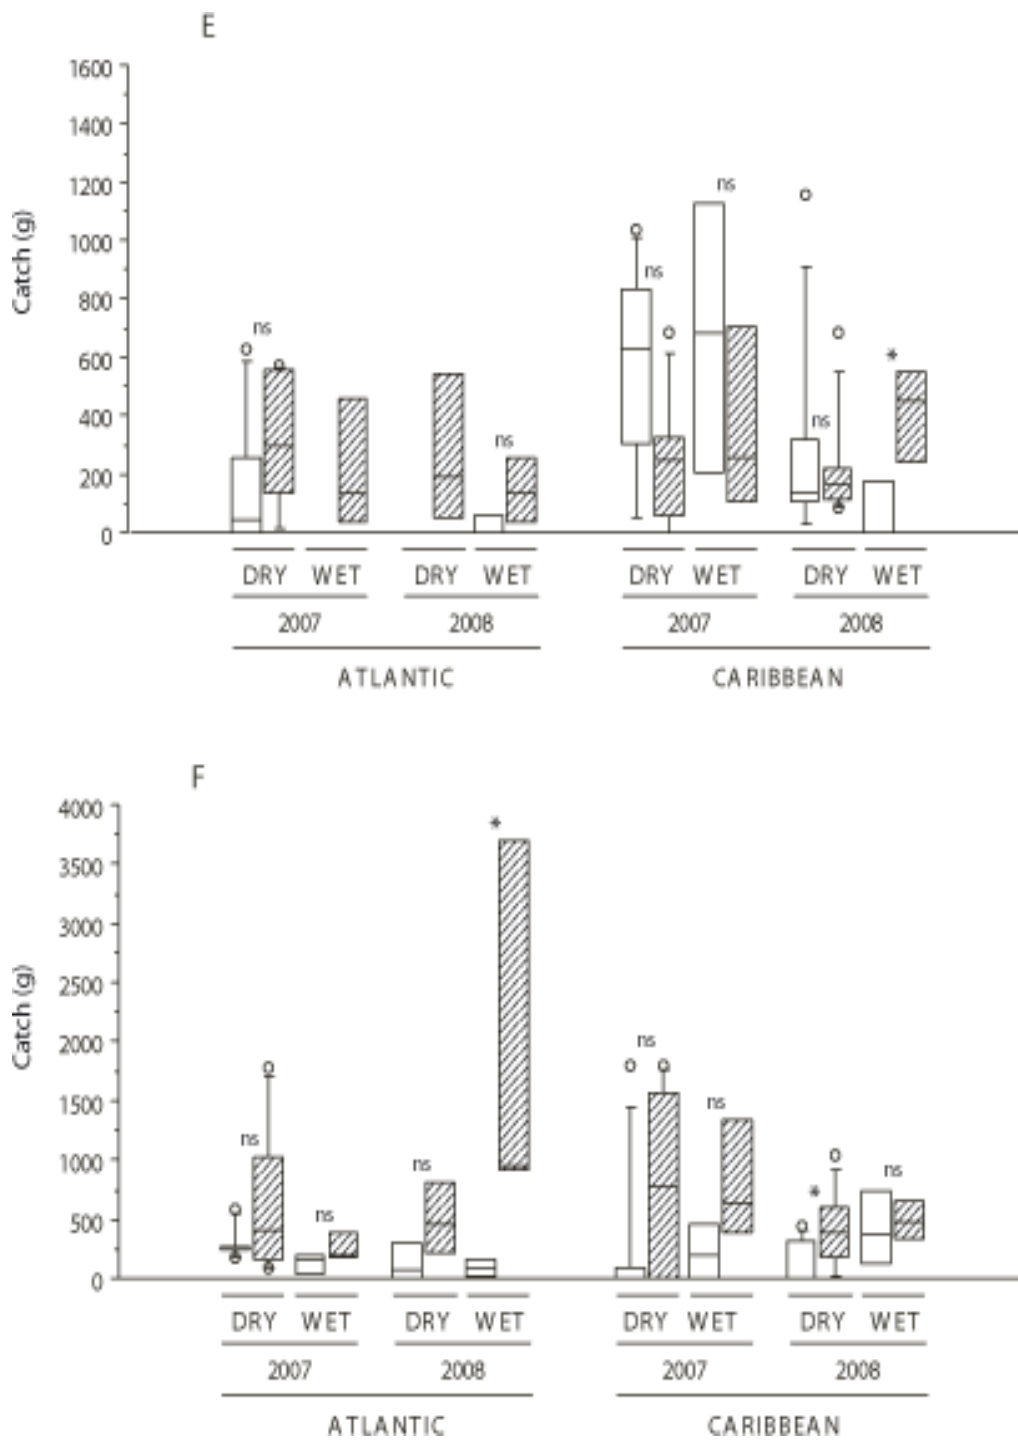 E
1600
1400
1200
1000
800
600
400
200
0
Catch (g)
ns
ns
ns
ns
ns
*
DRY WET DRY WET DRY WET DRY WET
2007 2008 2007 2008
ATLANTIC CARIBBEAN
F
4000
3500
3000
2500
2000
1500
1000
500
0
Catch (g)
*
ns
ns
ns
ns
ns
*
ns
DRY WET DRY WET DRY WET DRY WET
2007 2008 2007 2008
ATLANTIC CARIBBEAN